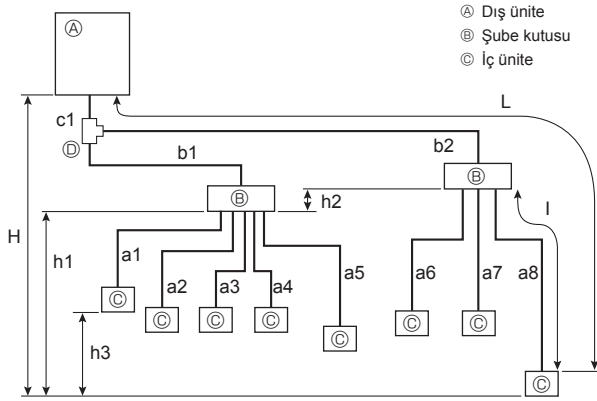 Ⓐ
Ⓐ Dış ünite
Ⓑ Şube kutusu
Ⓒ İç ünite
L
c1
Ⓓ
b1
b2
Ⓑ
Ⓑ
h2
l
H
h1
a1
a2
a3
a4
a5
a6
a7
a8
Ⓒ
Ⓒ
Ⓒ
Ⓒ
Ⓒ
Ⓒ
Ⓒ
h3
Ⓒ